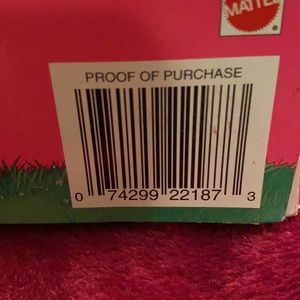 MATTEL
PROOF OF PURCHASE
0 74299 22187 3